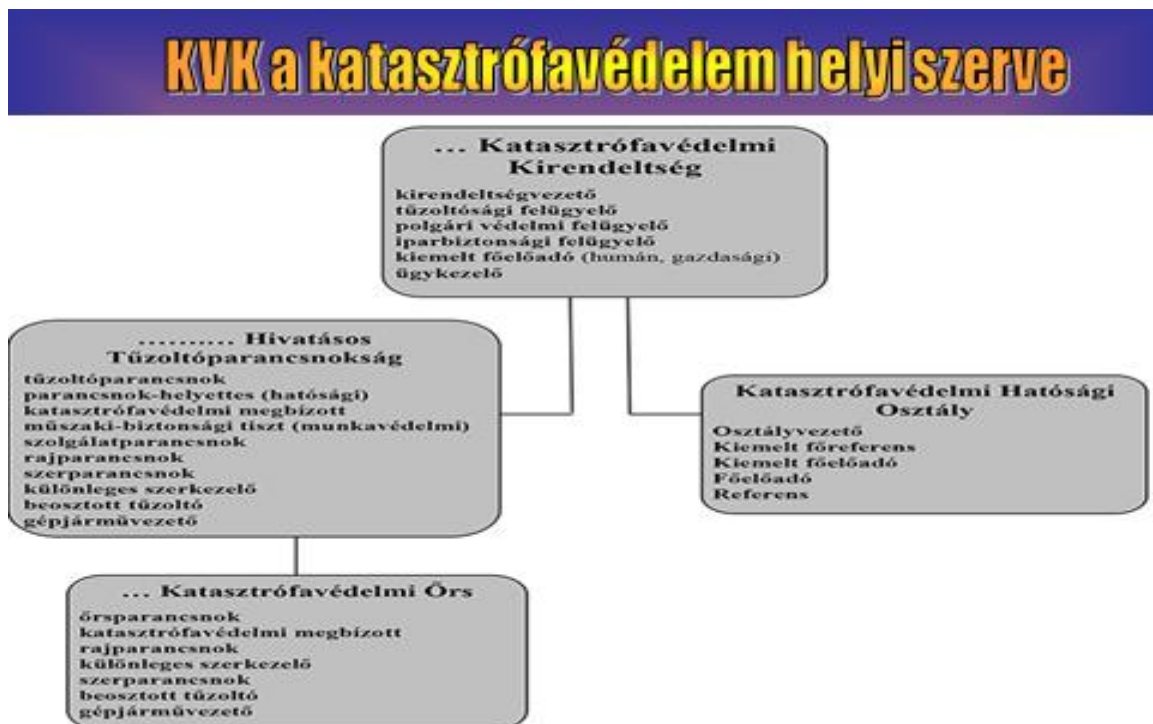 KVK a katasztrófavédelem helyi szerve
... Katasztrófavédelmi
Kirendeltség
kirendeltségvezető
tűzoltósági felügyelő
polgári védelmi felügyelő
iparbiztonsági felügyelő
kiemelt főelőadó (humán, gazdasági)
ügykezelő
.......... Hivatásos
Tűzoltóparancsnokság
tűzoltóparancsnok
parancsnok-helyettes (hatósági)
katasztrófavédelmi megbízott
műszaki-biztonsági tiszt (munkavédelmi)
szolgálatparancsnok
rajparancsnok
szerparancsnok
különleges szerkezelő
beosztott tűzoltó
gépjárművezető
Katasztrófavédelmi Hatósági
Osztály
Osztályvezető
Kiemelt főreferens
Kiemelt főelőadó
Főelőadó
Referens
... Katasztrófavédelmi Őrs
őrsparancsnok
katasztrófavédelmi megbízott
rajparancsnok
különleges szerkezelő
szerparancsnok
beosztott tűzoltó
gépjárművezető